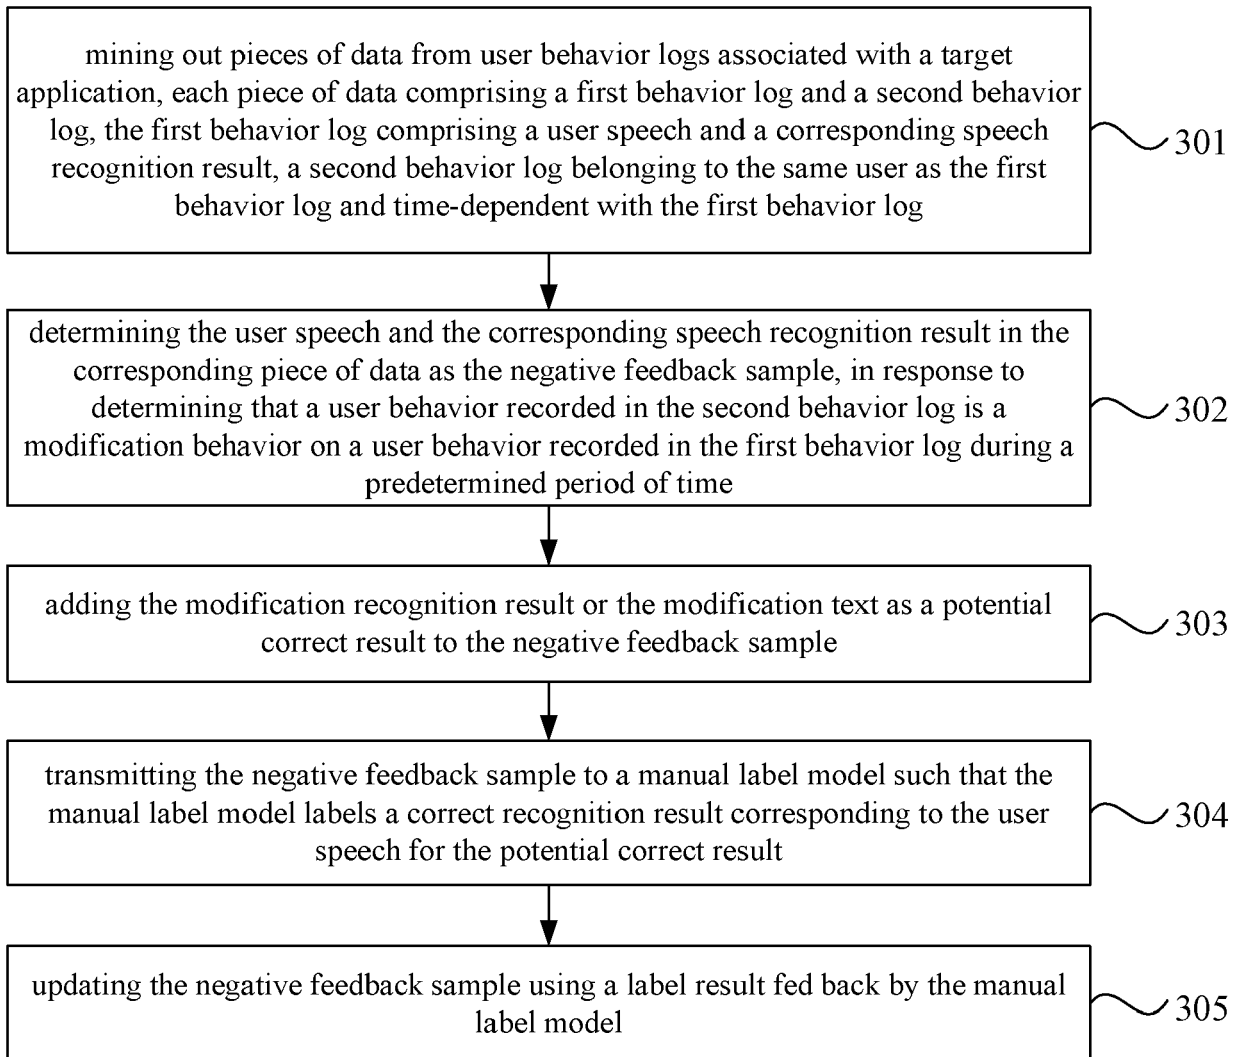 mining out pieces of data from user behavior logs associated with a target
application, each piece of data comprising a first behavior log and a second behavior
log, the first behavior log comprising a user speech and a corresponding speech
recognition result, a second behavior log belonging to the same user as the first
behavior log and time-dependent with the first behavior log
301
determining the user speech and the corresponding speech recognition result in the
corresponding piece of data as the negative feedback sample, in response to
determining that a user behavior recorded in the second behavior log is a
modification behavior on a user behavior recorded in the first behavior log during a
predetermined period of time
302
adding the modification recognition result or the modification text as a potential
correct result to the negative feedback sample
303
transmitting the negative feedback sample to a manual label model such that the
manual label model labels a correct recognition result corresponding to the user
speech for the potential correct result
304
updating the negative feedback sample using a label result fed back by the manual
label model
305